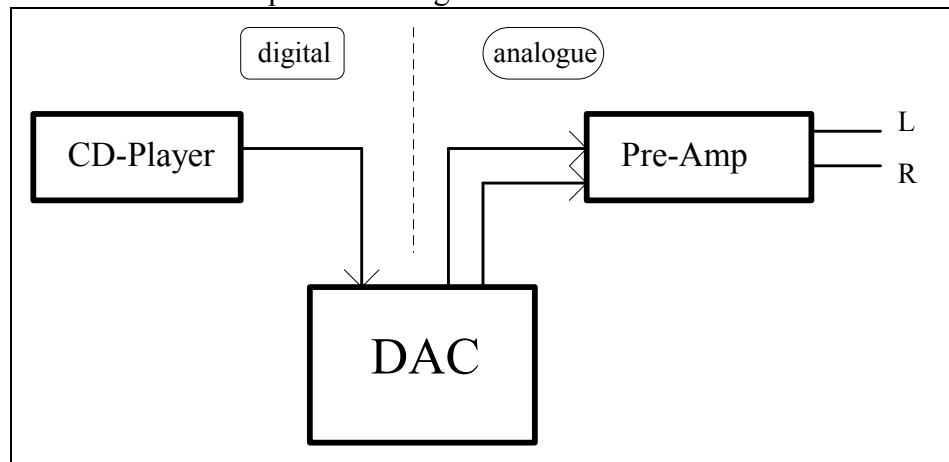 digital
analogue
CD-Player
Pre-Amp
L
R
DAC